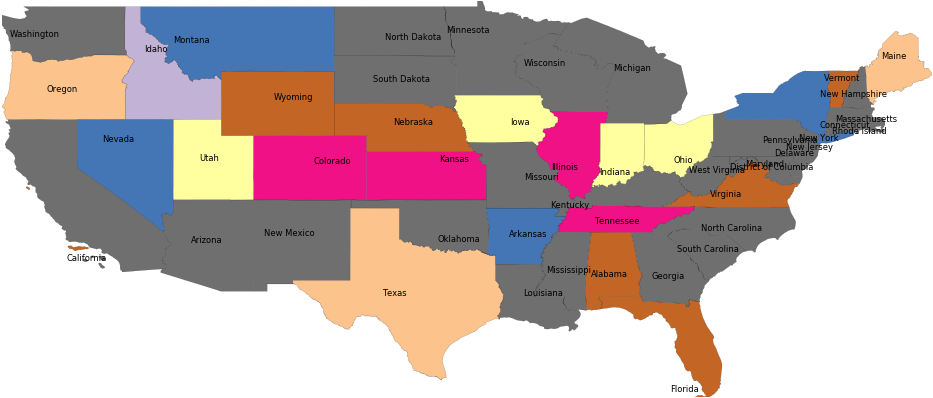 Washington
Montana
Idaho
North Dakota
Minnesota
Oregon
Wyoming
South Dakota
Wisconsin
Michigan
Maine
Vermont
New Hampshire
Massachusetts
Connecticut
Rhode Island
New York
Pennsylvania
New Jersey
Nevada
Utah
Colorado
Nebraska
Kansas
Iowa
Missouri
Illinois
Indiana
Ohio
Kentucky
West Virginia
District of Columbia
Maryland
Delaware
Virginia
California
Arizona
New Mexico
Oklahoma
Arkansas
Tennessee
North Carolina
South Carolina
Texas
Louisiana
Mississippi
Alabama
Georgia
Florida